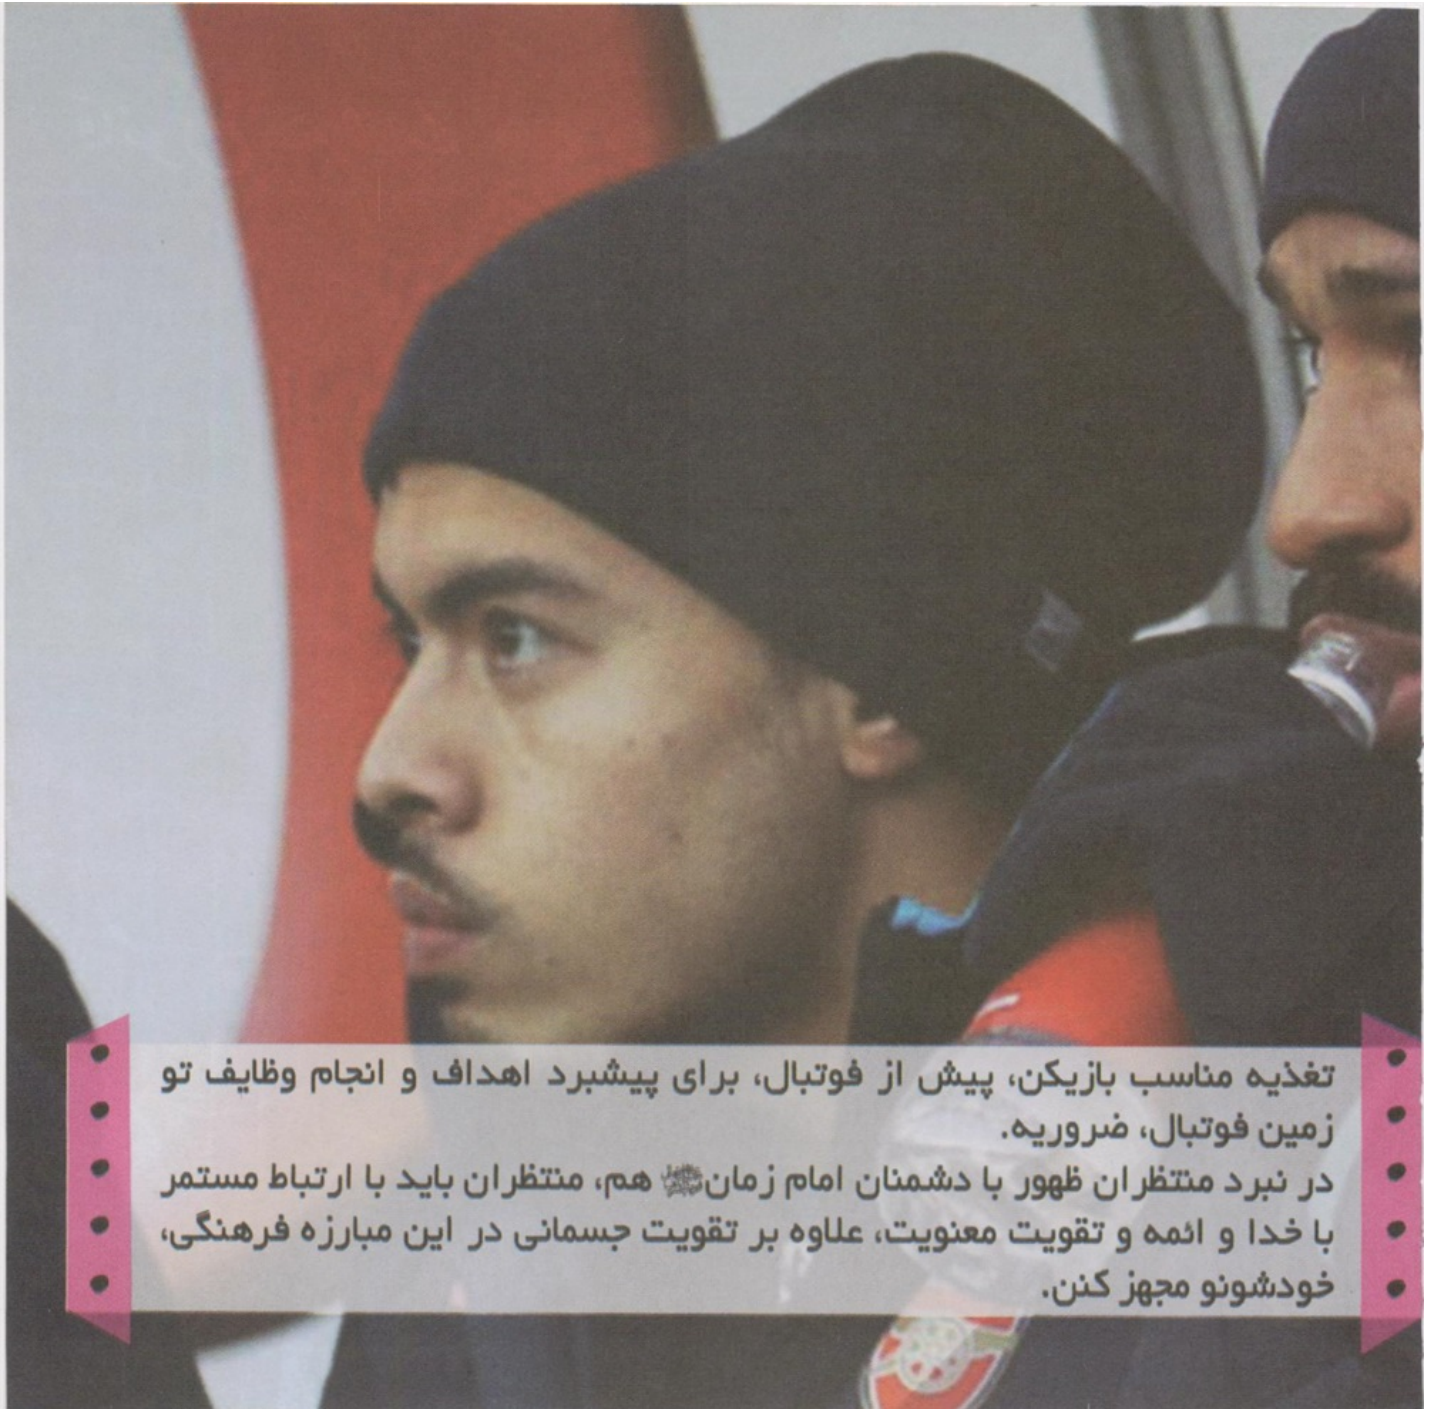 تغذیه مناسب بازیکن، پیش از فوتبال، برای پیشبرد اهداف و انجام وظایف تو
زمین فوتبال، ضروریه.
در نبرد منتظران ظهور با دشمنان امام زمان هم، منتظران باید با ارتباط مستمر
با خدا و ائمه و تقویت معنویت، علاوه بر تقویت جسمانی در این مبارزه فرهنگی،
خودشونو مجهز کنن.